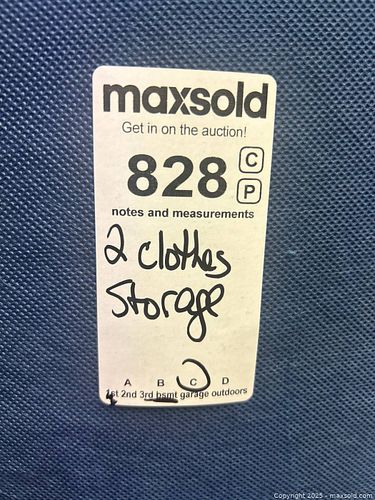 maxsold
Get in on the auction!
828 C
P
notes and measurements
2 clothes
storage
A B C D
1st 2nd 3rd bsmt garage outdoors
Copyright 2025 - maxsold.com